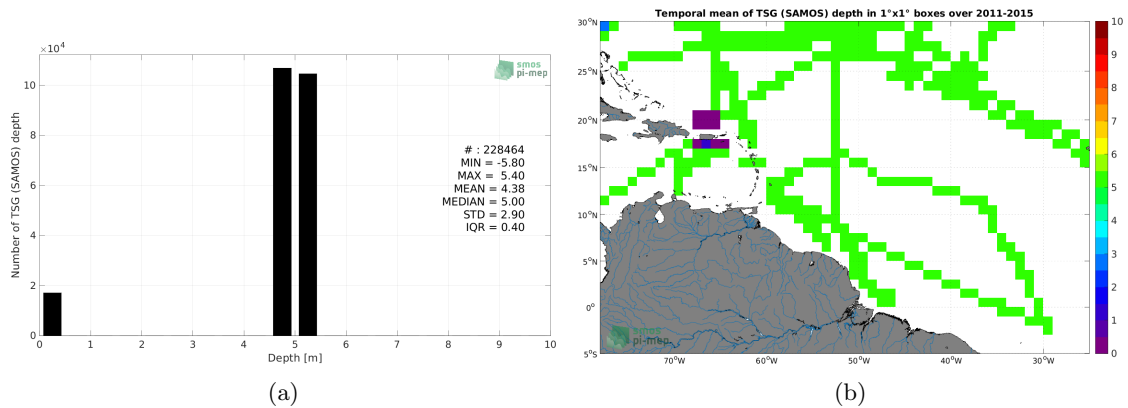 ×10⁴
10
8
6
4
2
0
Number of TSG (SAMOS) depth
0 1 2 3 4 5 6 7 8 9 10
Depth [m]
smos
pi-mep
# : 228464
MIN = -5.80
MAX = 5.40
MEAN = 4.38
MEDIAN = 5.00
STD = 2.90
IQR = 0.40
(a)
Temporal mean of TSG (SAMOS) depth in 1°x1° boxes over 2011-2015
30°N
25°N
20°N
15°N
10°N
5°N
0°
5°S
70°W 60°W 50°W 40°W 30°W
smos
pi-mep
10
9
8
7
6
5
4
3
2
1
0
(b)